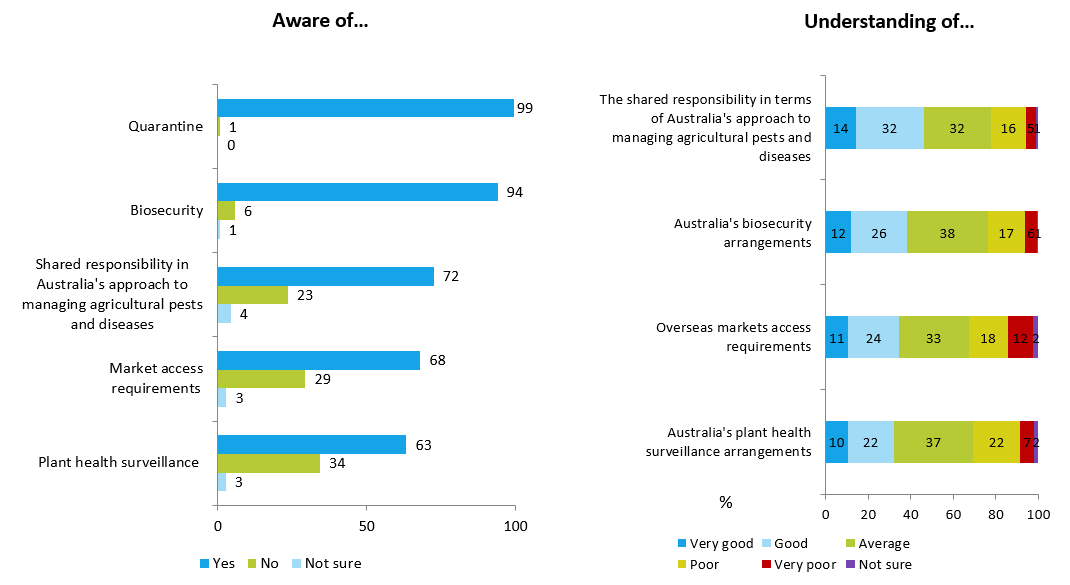 Aware of...
Quarantine
99
1
0
Biosecurity
94
6
1
Shared responsibility in
Australia's approach to
managing agricultural pests
and diseases
72
23
4
Market access
requirements
68
29
3
Plant health surveillance
63
34
3
0 50 100
Yes No Not sure
Understanding of...
The shared responsibility in terms
of Australia's approach to
managing agricultural pests and
diseases
14 32 32 16 5 1
Australia's biosecurity
arrangements
12 26 38 17 6 1
Overseas markets access
requirements
11 24 33 18 12 2
Australia's plant health
surveillance arrangements
10 22 37 22 7 2
%
0 20 40 60 80 100
Very good Good Average
Poor Very poor Not sure